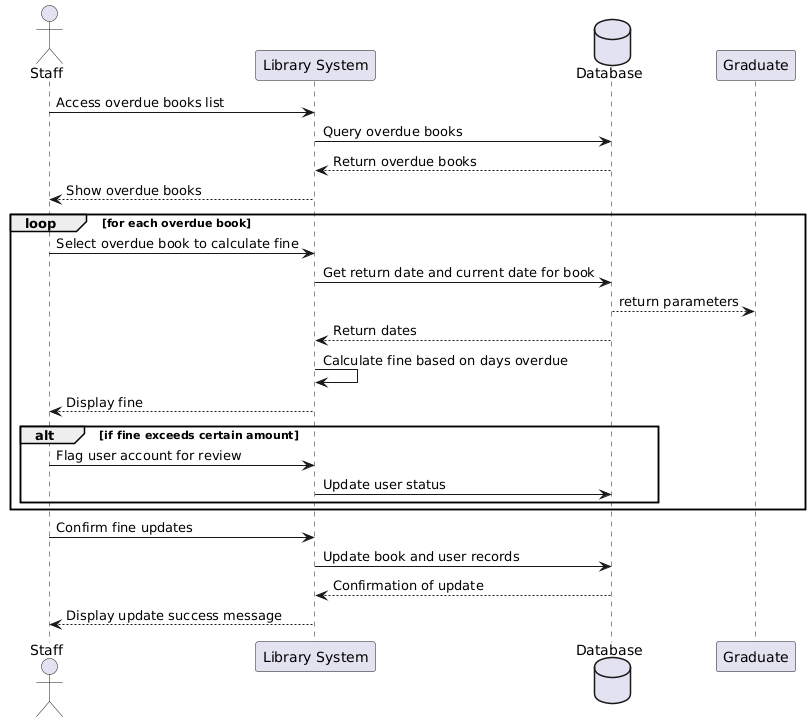 Staff
Library System
Database
Graduate
Access overdue books list
Query overdue books
Return overdue books
Show overdue books
loop [for each overdue book]
Select overdue book to calculate fine
Get return date and current date for book
return parameters
Return dates
Calculate fine based on days overdue
Display fine
alt [if fine exceeds certain amount]
Flag user account for review
Update user status
Confirm fine updates
Update book and user records
Confirmation of update
Display update success message
Staff
Library System
Database
Graduate